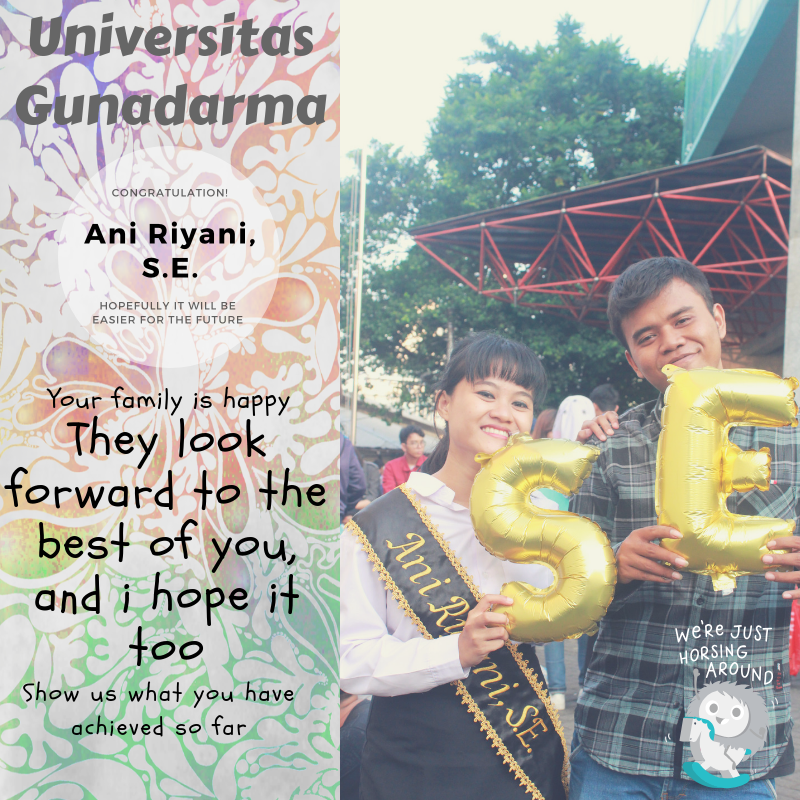 Universitas
Gunadarma
CONGRATULATION!
Ani Riyani,
S.E.
HOPEFULLY IT WILL BE
EASIER FOR THE FUTURE
Your family is happy
They look
forward to the
best of you,
and i hope it
too
Show us what you have
achieved so far
S E
Ani Riyani, S.E.
WE'RE JUST
HORSING
AROUND